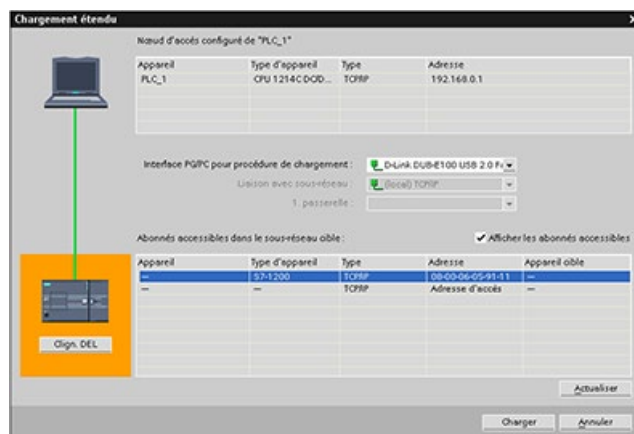 Chargement étendu
Nœud d'accès configuré de "PLC_1"
Appareil Type d'appareil Type Adresse
PLC_1 CPU 1214C DC/D... TCP/IP 192.168.0.1
Interface PG/PC pour procédure de chargement : D-Link DUB-E100 USB 2.0 Fa
Liaison avec sous-réseau : (local) TCP/IP
1. passerelle :
Abonnés accessibles dans le sous-réseau cible : Afficher les abonnés accessibles
Appareil Type d'appareil Type Adresse Appareil cible
— S7-1200 TCP/IP 08-00-06-05-91-11 —
— — TCP/IP Adresse d'accès —
Clign. DEL
Actualiser
Charger Annuler